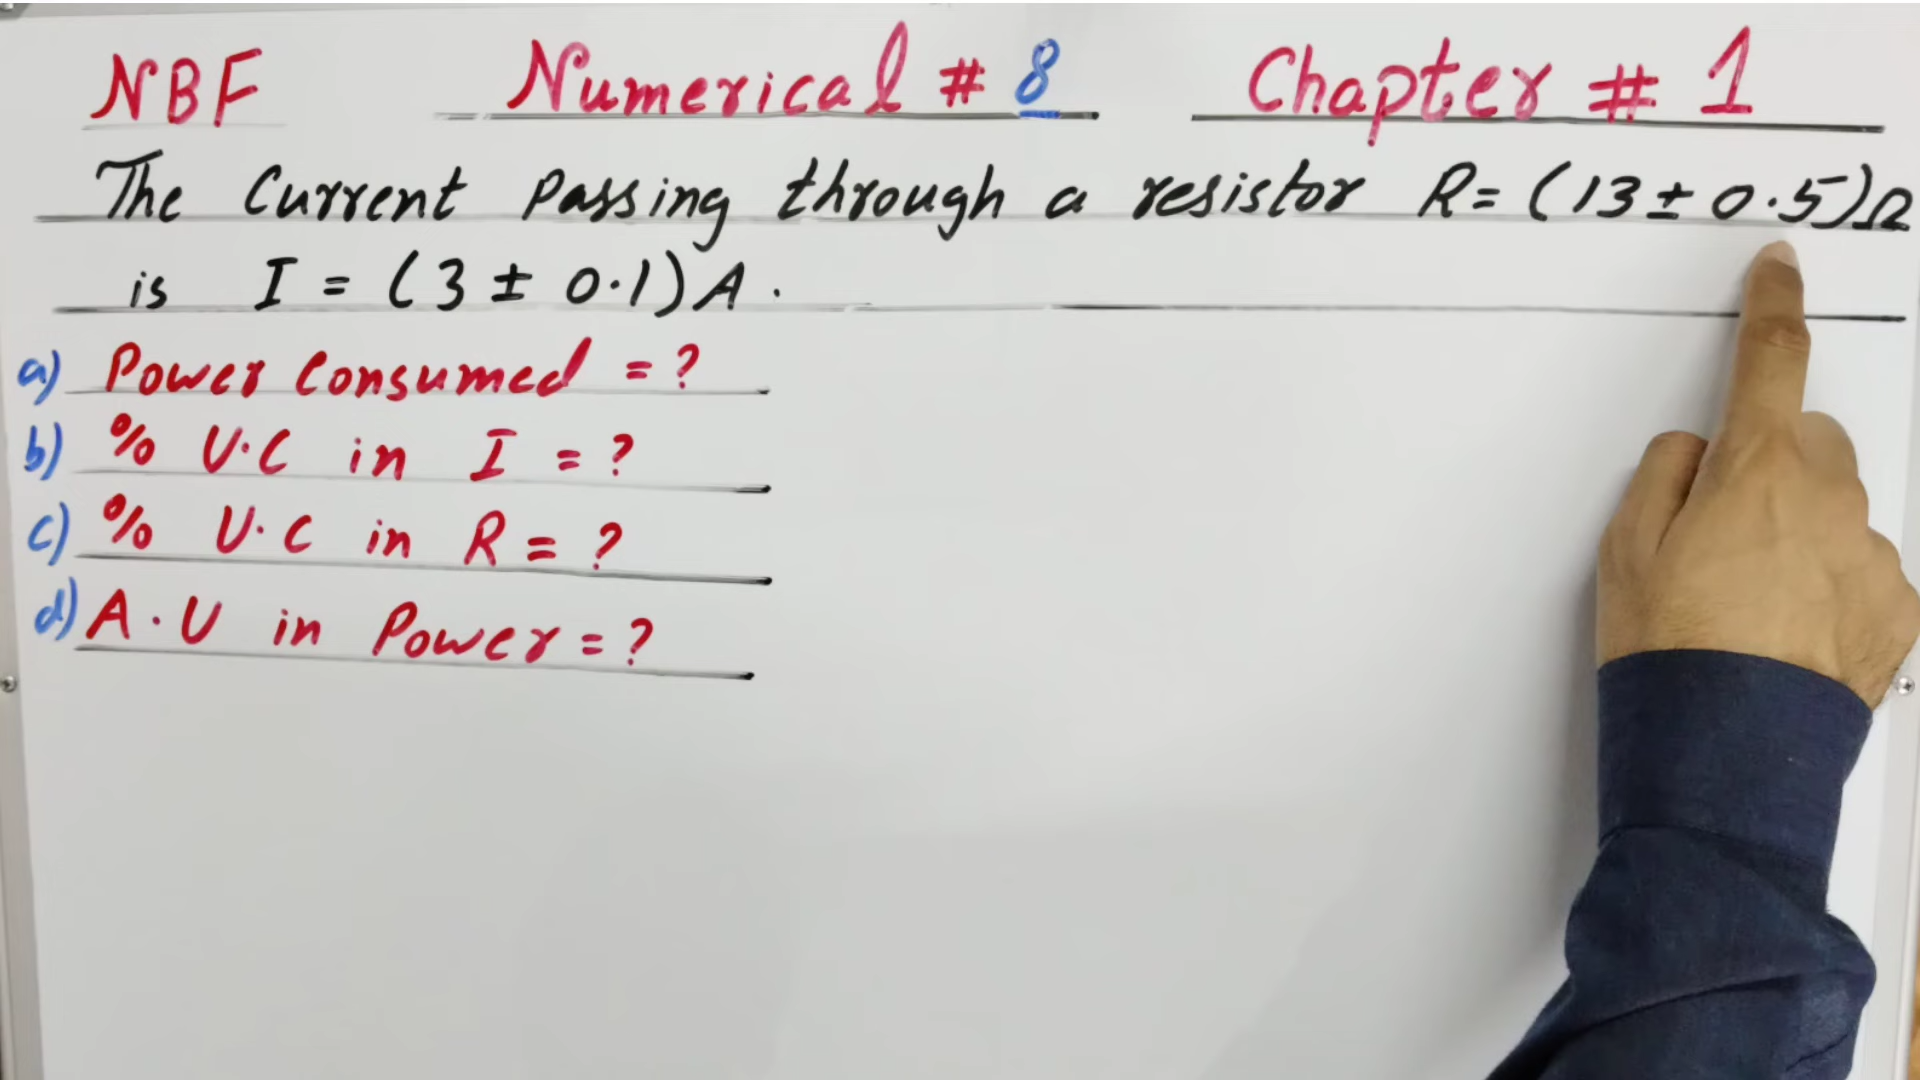 NBF Numerical # 8 Chapter # 1
The Current Passing through a resistor R= (13 ± 0.5)Ω
is I = (3 ± 0.1)A.
a) Power Consumed = ?
b) % U.C in I = ?
c) % U.C in R = ?
d) A.U in Power = ?